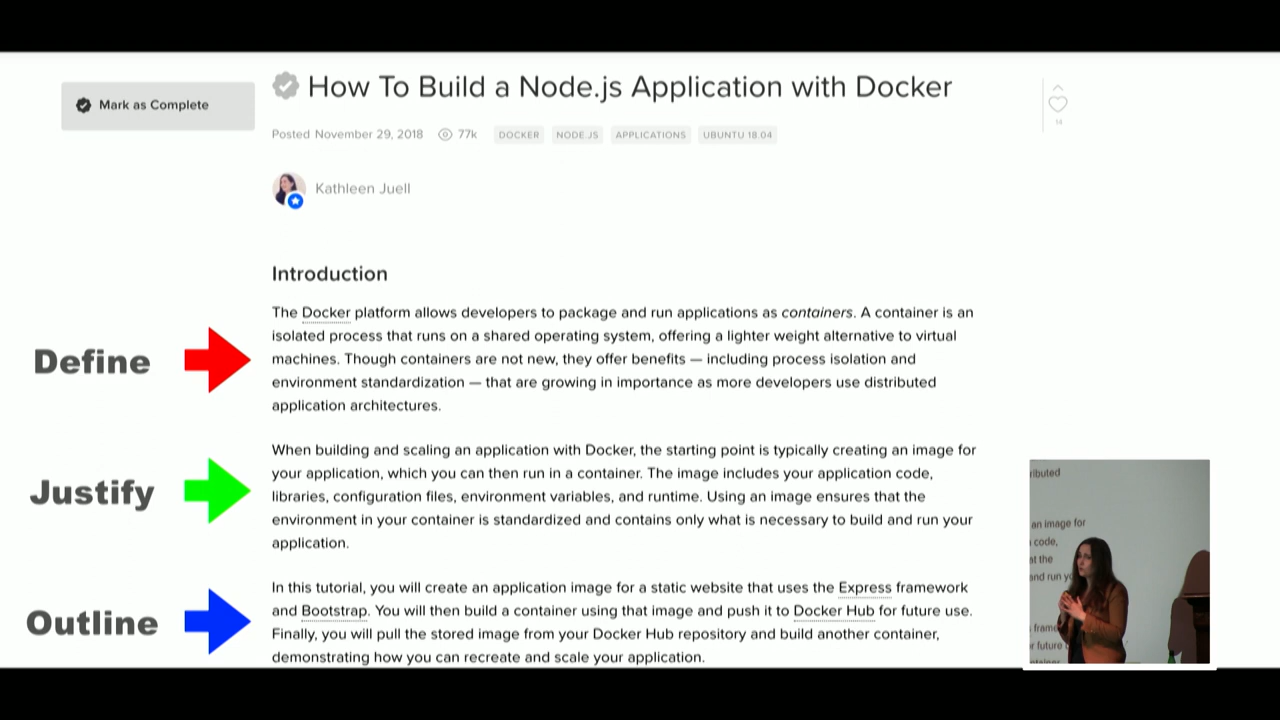 How To Build a Node.js Application with Docker
Mark as Complete
Posted November 29, 2018 77k DOCKER NODE.JS APPLICATIONS UBUNTU 18.04
14
Kathleen Juell
Introduction
The Docker platform allows developers to package and run applications as containers. A container is an
isolated process that runs on a shared operating system, offering a lighter weight alternative to virtual
machines. Though containers are not new, they offer benefits — including process isolation and
environment standardization — that are growing in importance as more developers use distributed
application architectures.
Define
When building and scaling an application with Docker, the starting point is typically creating an image for
your application, which you can then run in a container. The image includes your application code,
libraries, configuration files, environment variables, and runtime. Using an image ensures that the
environment in your container is standardized and contains only what is necessary to build and run your
application.
Justify
In this tutorial, you will create an application image for a static website that uses the Express framework
and Bootstrap. You will then build a container using that image and push it to Docker Hub for future use.
Finally, you will pull the stored image from your Docker Hub repository and build another container,
demonstrating how you can recreate and scale your application.
Outline
ributed
an image for
code,
at the
and run y
frame
r future